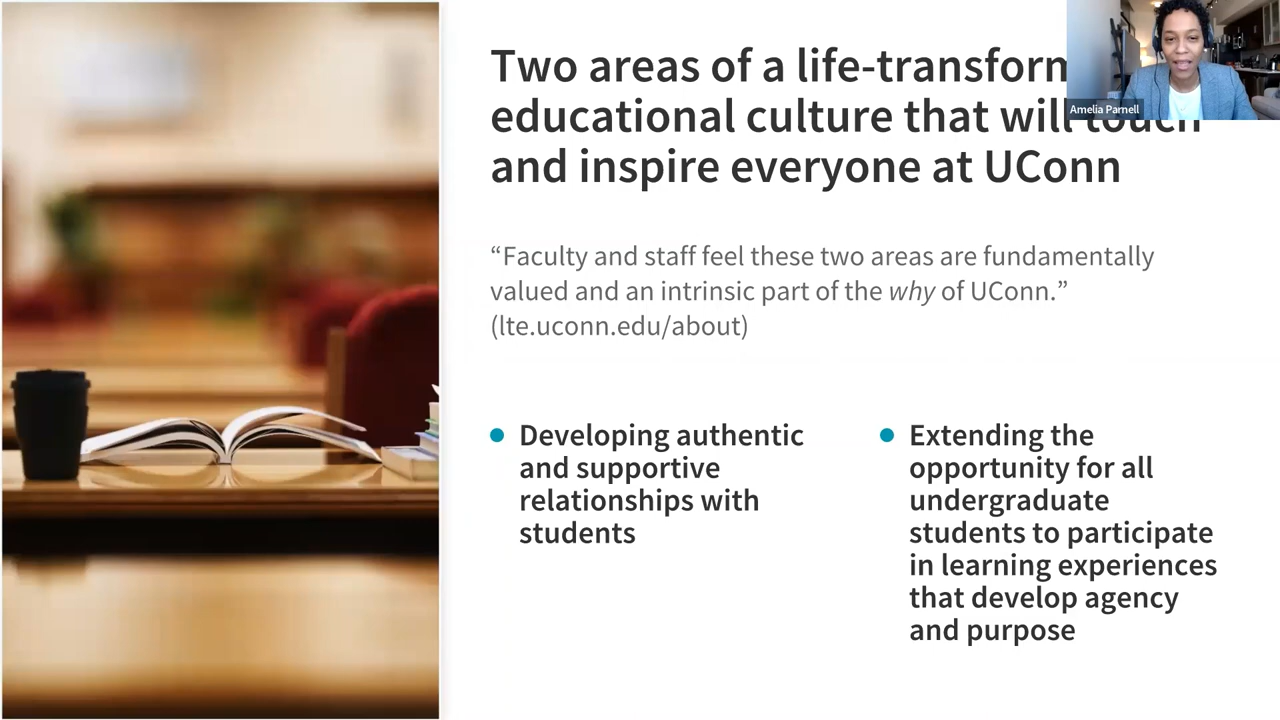 Two areas of a life-transform
educational culture that will touch
and inspire everyone at UConn
Amelia Parnell
“Faculty and staff feel these two areas are fundamentally
valued and an intrinsic part of the why of UConn.”
(lte.uconn.edu/about)
Developing authentic
and supportive
relationships with
students
Extending the
opportunity for all
undergraduate
students to participate
in learning experiences
that develop agency
and purpose